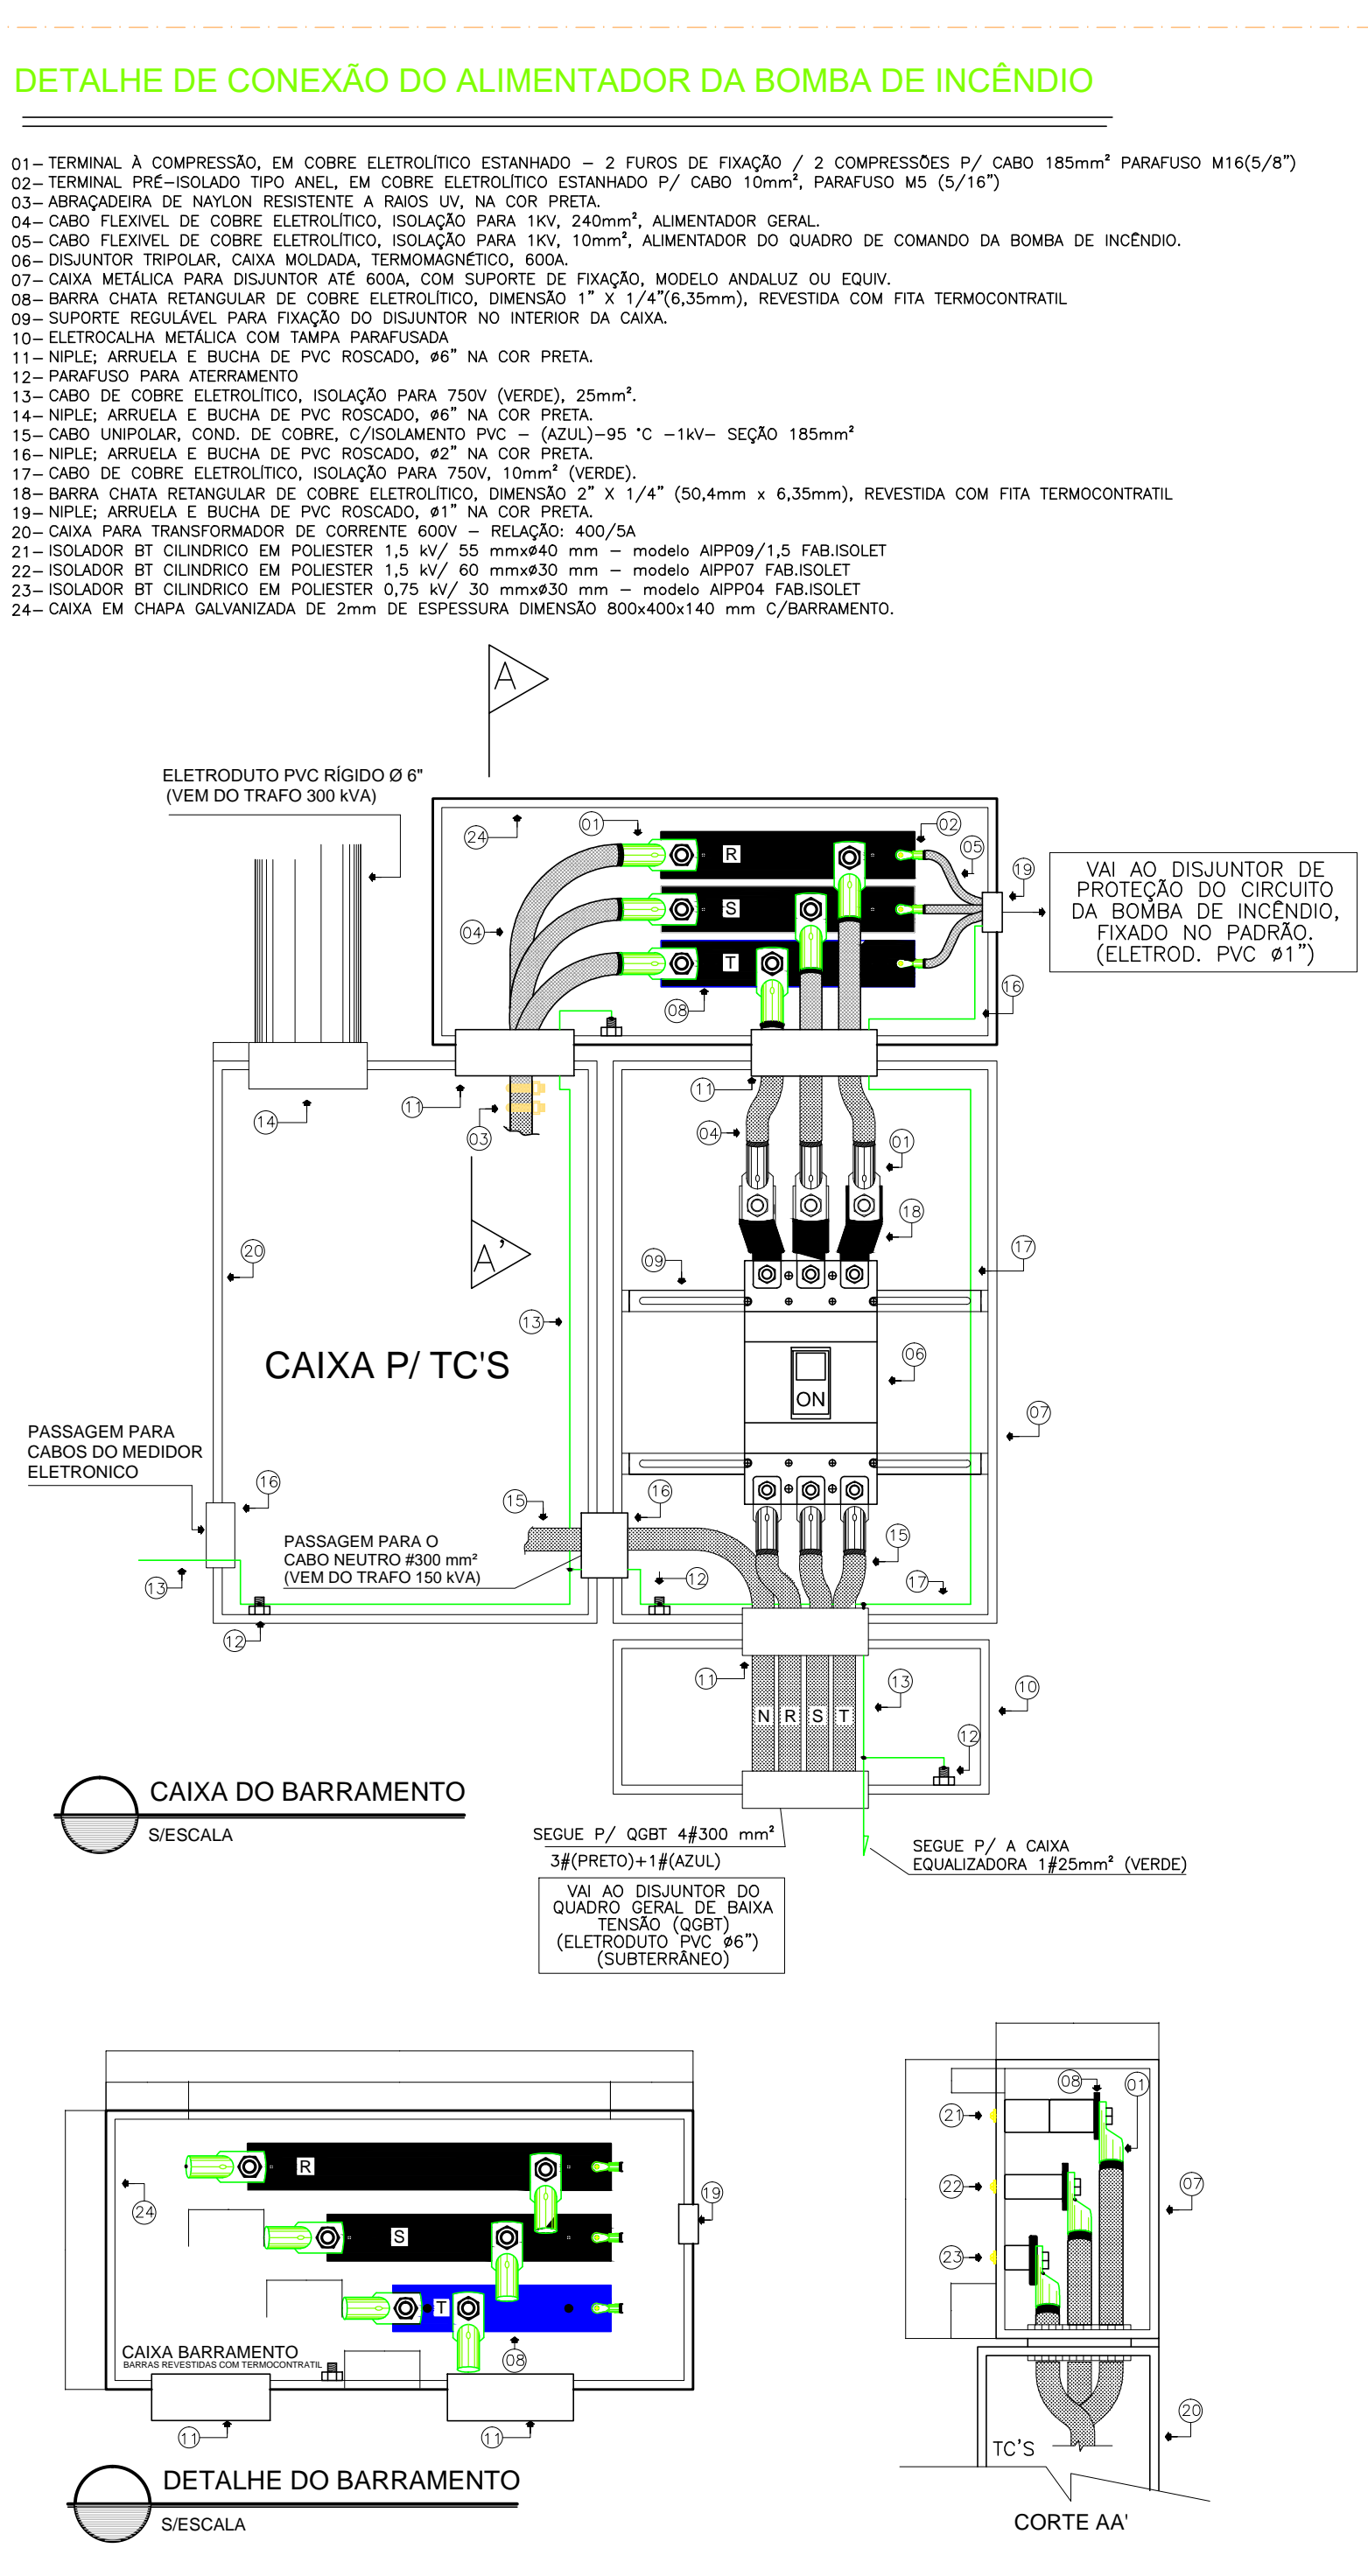 DETALHE DE CONEXÃO DO ALIMENTADOR DA BOMBA DE INCÊNDIO
01– TERMINAL À COMPRESSÃO, EM COBRE ELETROLÍTICO ESTANHADO – 2 FUROS DE FIXAÇÃO / 2 COMPRESSÕES P/ CABO 185mm² PARAFUSO M16(5/8")
02– TERMINAL PRÉ–ISOLADO TIPO ANEL, EM COBRE ELETROLÍTICO ESTANHADO P/ CABO 10mm², PARAFUSO M5 (5/16")
03– ABRAÇADEIRA DE NAYLON RESISTENTE A RAIOS UV, NA COR PRETA.
04– CABO FLEXIVEL DE COBRE ELETROLÍTICO, ISOLAÇÃO PARA 1KV, 240mm², ALIMENTADOR GERAL.
05– CABO FLEXIVEL DE COBRE ELETROLÍTICO, ISOLAÇÃO PARA 1KV, 10mm², ALIMENTADOR DO QUADRO DE COMANDO DA BOMBA DE INCÊNDIO.
06– DISJUNTOR TRIPOLAR, CAIXA MOLDADA, TERMOMAGNÉTICO, 600A.
07– CAIXA METÁLICA PARA DISJUNTOR ATÉ 600A, COM SUPORTE DE FIXAÇÃO, MODELO ANDALUZ OU EQUIV.
08– BARRA CHATA RETANGULAR DE COBRE ELETROLÍTICO, DIMENSÃO 1" X 1/4"(6,35mm), REVESTIDA COM FITA TERMOCONTRATIL
09– SUPORTE REGULÁVEL PARA FIXAÇÃO DO DISJUNTOR NO INTERIOR DA CAIXA.
10– ELETROCALHA METÁLICA COM TAMPA PARAFUSADA
11– NIPLE; ARRUELA E BUCHA DE PVC ROSCADO, ø6" NA COR PRETA.
12– PARAFUSO PARA ATERRAMENTO
13– CABO DE COBRE ELETROLÍTICO, ISOLAÇÃO PARA 750V (VERDE), 25mm².
14– NIPLE; ARRUELA E BUCHA DE PVC ROSCADO, ø6" NA COR PRETA.
15– CABO UNIPOLAR, COND. DE COBRE, C/ISOLAMENTO PVC – (AZUL)–95 °C –1kV– SEÇÃO 185mm²
16– NIPLE; ARRUELA E BUCHA DE PVC ROSCADO, ø2" NA COR PRETA.
17– CABO DE COBRE ELETROLÍTICO, ISOLAÇÃO PARA 750V, 10mm² (VERDE).
18– BARRA CHATA RETANGULAR DE COBRE ELETROLÍTICO, DIMENSÃO 2" X 1/4" (50,4mm x 6,35mm), REVESTIDA COM FITA TERMOCONTRATIL
19– NIPLE; ARRUELA E BUCHA DE PVC ROSCADO, ø1" NA COR PRETA.
20– CAIXA PARA TRANSFORMADOR DE CORRENTE 600V – RELAÇÃO: 400/5A
21– ISOLADOR BT CILINDRICO EM POLIESTER 1,5 kV/ 55 mmxø40 mm – modelo AIPP09/1,5 FAB.ISOLET
22– ISOLADOR BT CILINDRICO EM POLIESTER 1,5 kV/ 60 mmxø30 mm – modelo AIPP07 FAB.ISOLET
23– ISOLADOR BT CILINDRICO EM POLIESTER 0,75 kV/ 30 mmxø30 mm – modelo AIPP04 FAB.ISOLET
24– CAIXA EM CHAPA GALVANIZADA DE 2mm DE ESPESSURA DIMENSÃO 800x400x140 mm C/BARRAMENTO.
A
ELETRODUTO PVC RÍGIDO Ø 6"
(VEM DO TRAFO 300 kVA)
24
01
02
R
05
19
S
04
T
08
16
VAI AO DISJUNTOR DE
PROTEÇÃO DO CIRCUITO
DA BOMBA DE INCÊNDIO,
FIXADO NO PADRÃO.
(ELETROD. PVC ø1")
14
11
03
11
04
01
18
A'
20
09
17
13
CAIXA P/ TC'S
06
ON
07
PASSAGEM PARA
CABOS DO MEDIDOR
ELETRONICO
16
15
16
15
PASSAGEM PARA O
CABO NEUTRO #300 mm²
(VEM DO TRAFO 150 kVA)
13
12
17
12
11
13
10
N R S T
12
CAIXA DO BARRAMENTO
S/ESCALA
SEGUE P/ QGBT 4#300 mm²
3#(PRETO)+1#(AZUL)
SEGUE P/ A CAIXA
EQUALIZADORA 1#25mm² (VERDE)
VAI AO DISJUNTOR DO
QUADRO GERAL DE BAIXA
TENSÃO (QGBT)
(ELETRODUTO PVC ø6")
(SUBTERRÂNEO)
R
24
S
19
T
08
CAIXA BARRAMENTO
BARRAS REVESTIDAS COM TERMOCONTRATIL
11
11
DETALHE DO BARRAMENTO
S/ESCALA
08
01
21
22
07
23
20
TC'S
CORTE AA'